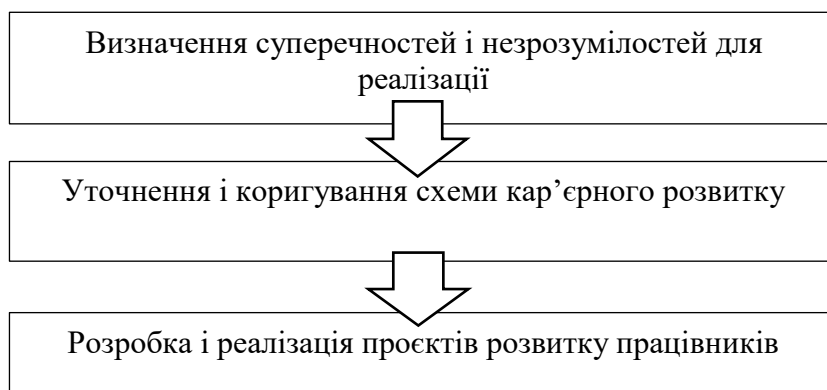 Визначення суперечностей і незрозумілостей для
реалізації
Уточнення і коригування схеми кар’єрного розвитку
Розробка і реалізація проєктів розвитку працівників